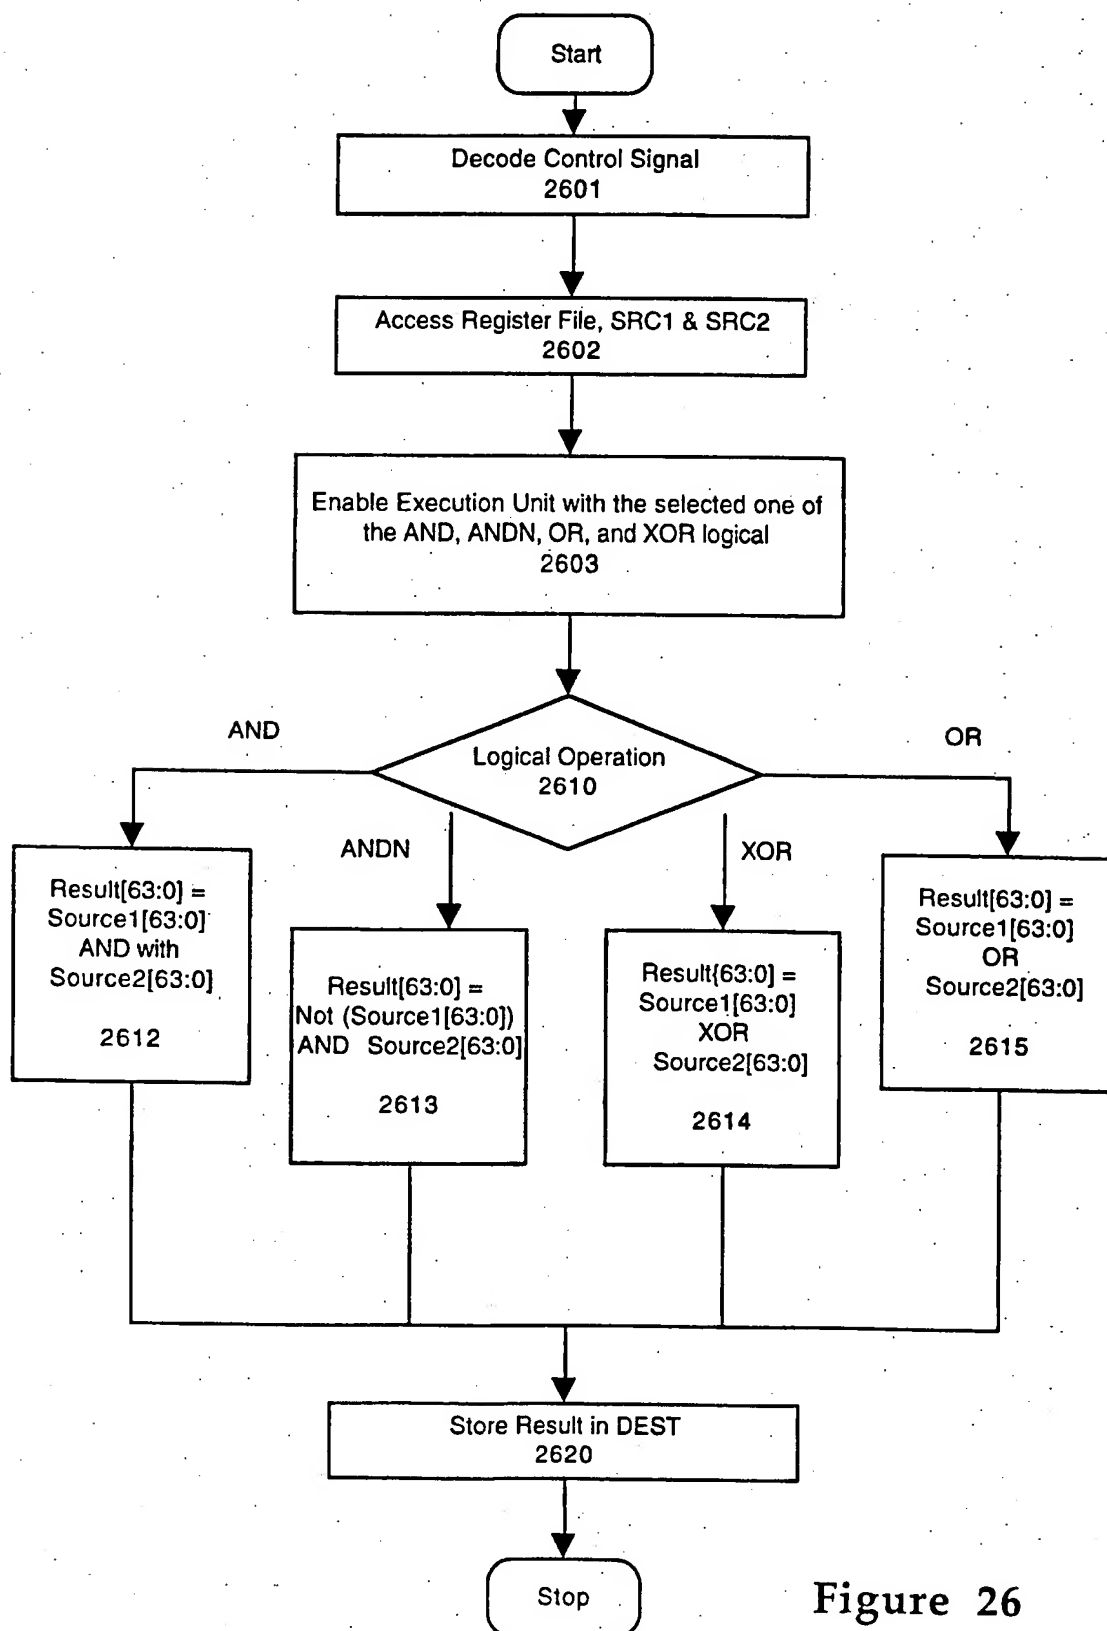 Start
Decode Control Signal
2601
Access Register File, SRC1 & SRC2
2602
Enable Execution Unit with the selected one of
the AND, ANDN, OR, and XOR logical
2603
Logical Operation
2610
AND
ANDN
XOR
OR
Result[63:0] =
Source1[63:0]
AND with
Source2[63:0]
2612
Result[63:0] =
Not (Source1[63:0])
AND Source2[63:0]
2613
Result{63:0] =
Source1[63:0]
XOR
Source2[63:0]
2614
Result[63:0] =
Source1[63:0]
OR
Source2[63:0]
2615
Store Result in DEST
2620
Stop
Figure 26